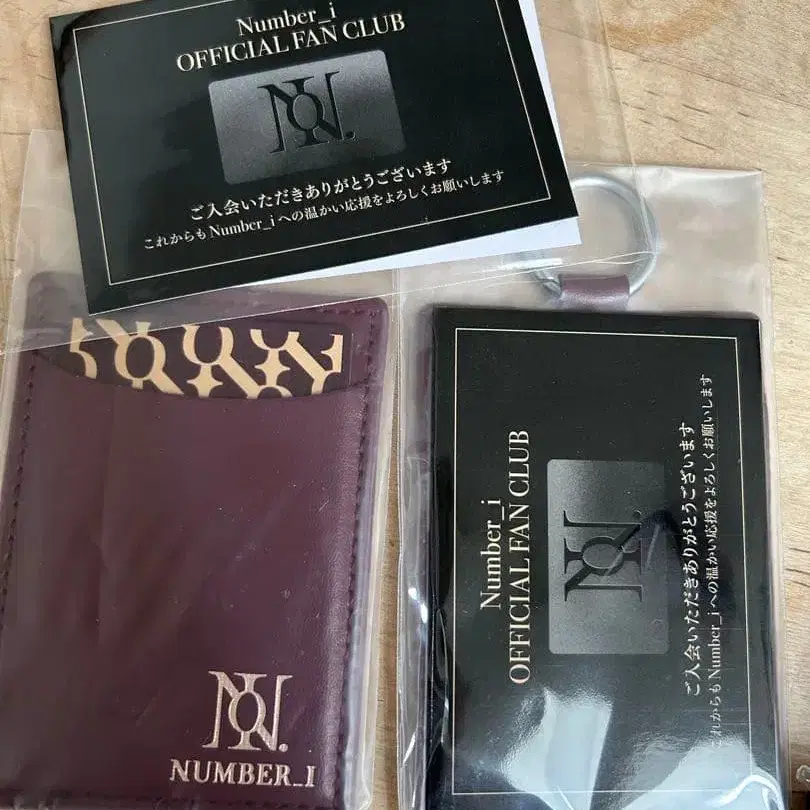 Number_i
OFFICIAL FAN CLUB
ご入会いただきありがとうございます
これからもNumber_iへの温かい応援をよろしくお願いします
NUMBER_I
Number_i
OFFICIAL FAN CLUB
ご入会いただきありがとうございます
これからもNumber_iへの温かい応援をよろしくお願いします